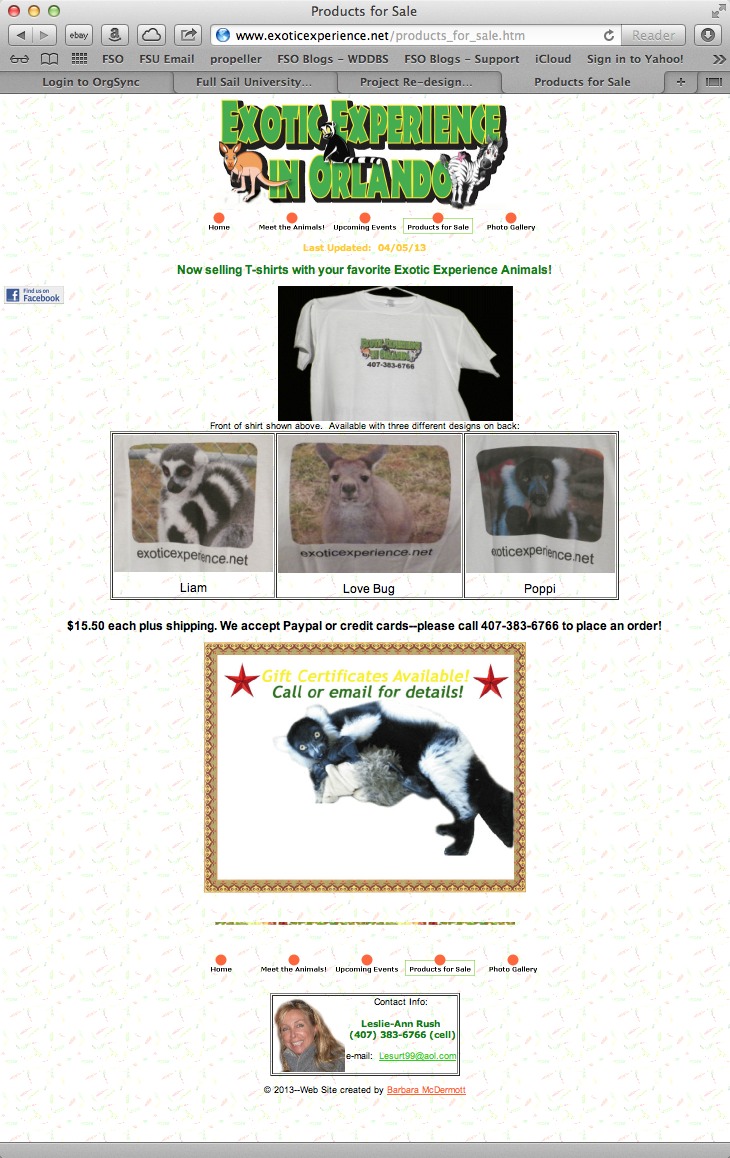 Products for Sale
ebay
www.exoticexperience.net/products_for_sale.htm
Reader
FSO FSU Email propeller FSO Blogs - WDDBS FSO Blogs - Support iCloud Sign in to Yahoo!
Login to OrgSync Full Sail University... Project Re-design... Products for Sale
EXOTIC EXPERIENCE
IN ORLANDO
Home Meet the Animals! Upcoming Events Products for Sale Photo Gallery
Last Updated: 04/05/13
Now selling T-shirts with your favorite Exotic Experience Animals!
Find us on
Facebook
EXOTIC EXPERIENCE
IN ORLANDO
407-383-6766
Front of shirt shown above. Available with three different designs on back:
exoticexperience.net exoticexperience.net exoticexperience.net
Liam Love Bug Poppi
$15.50 each plus shipping. We accept Paypal or credit cards--please call 407-383-6766 to place an order!
Gift Certificates Available!
Call or email for details!
Home Meet the Animals! Upcoming Events Products for Sale Photo Gallery
Contact Info:
Leslie-Ann Rush
(407) 383-6766 (cell)
e-mail: Lesurt99@aol.com
© 2013--Web Site created by Barbara McDermott